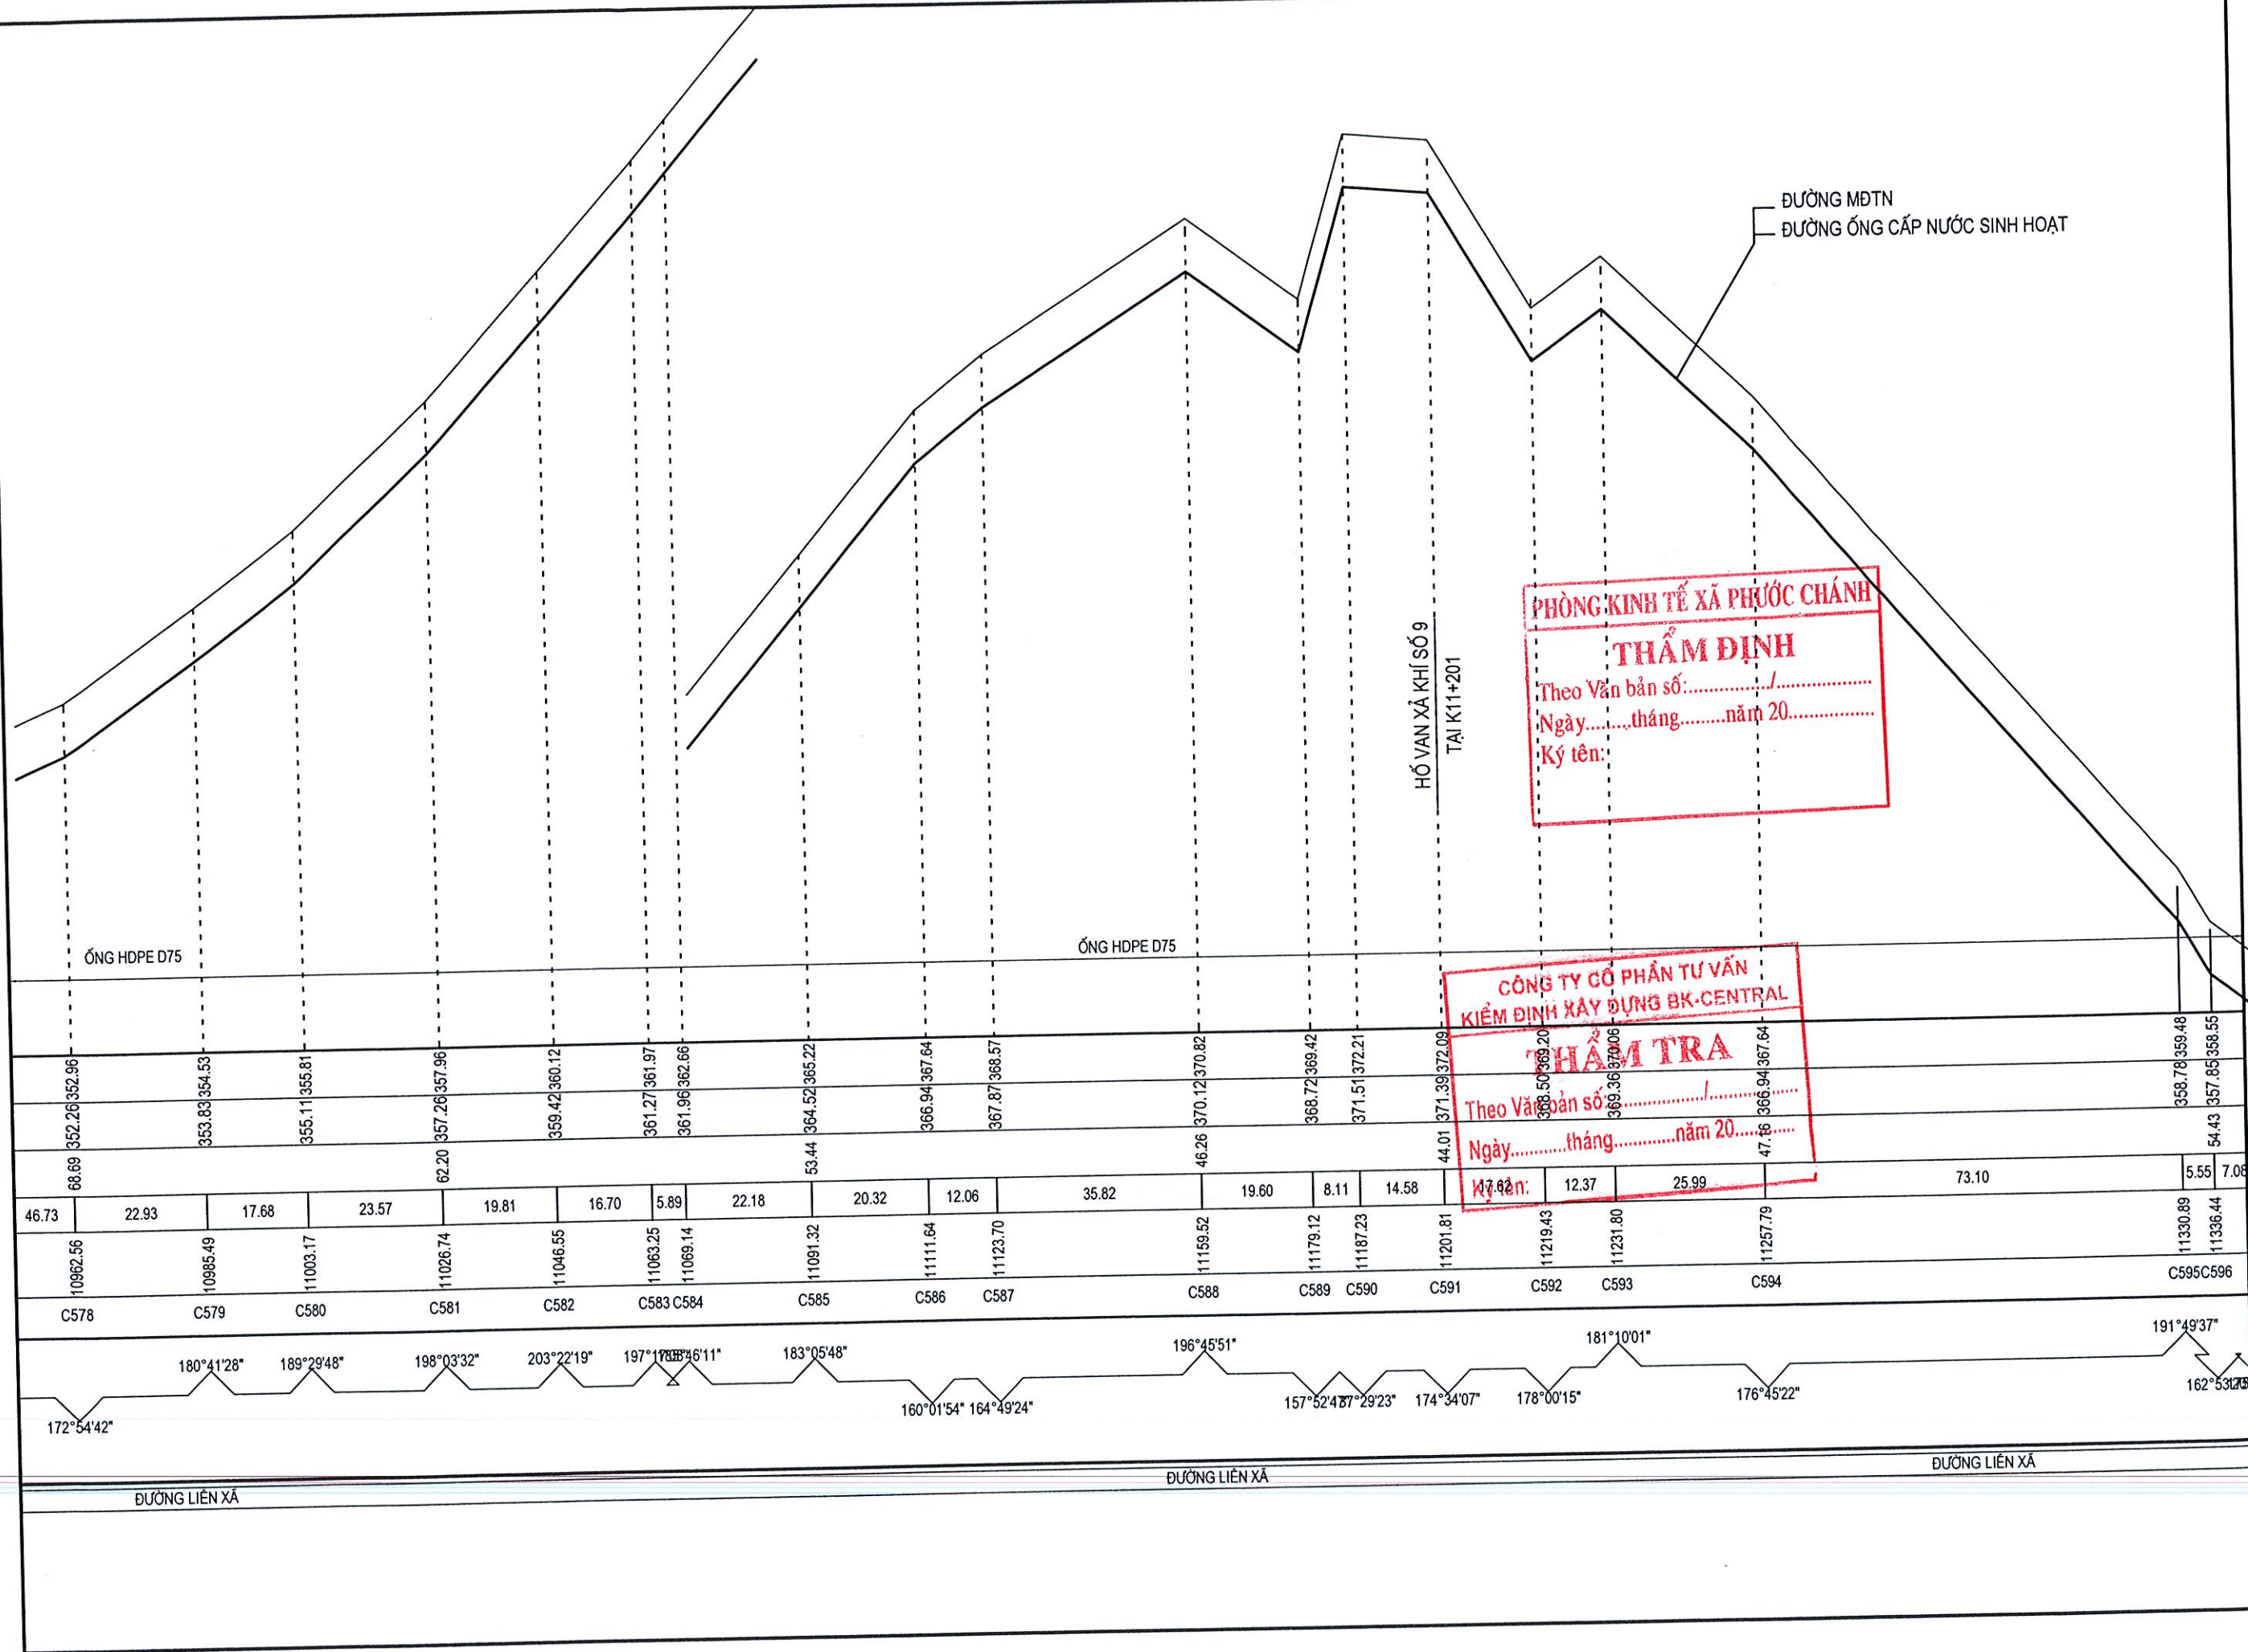 ĐƯỜNG MĐTN
ĐƯỜNG ỐNG CẤP NƯỚC SINH HOẠT
HỐ VAN XẢ KHÍ SỐ 9
TẠI K11+201
PHÒNG KINH TẾ XÃ PHƯỚC CHÁNH
THẨM ĐỊNH
Theo Văn bản số:................/...................
Ngày.........tháng.........năm 20.................
Ký tên:
ỐNG HDPE D75
ỐNG HDPE D75
CÔNG TY CỔ PHẦN TƯ VẤN
KIỂM ĐỊNH XÂY DỰNG BK-CENTRAL
THẨM TRA
Theo Văn bản số:.................../..................
Ngày...........tháng............năm 20............
Ký tên:
352.96 354.53 355.81 357.96 360.12 361.97 362.66 365.22 367.64 368.57 370.82 369.42 372.21 372.09 369.20 370.06 367.64 359.48 358.55
352.26 353.83 355.11 357.26 359.42 361.27 361.96 364.52 366.94 367.87 370.12 368.72 371.51 371.39 368.50 369.36 366.94 358.78 357.85
68.69 62.20 53.44 46.26 44.01 47.16 54.43
46.73 22.93 17.68 23.57 19.81 16.70 5.89 22.18 20.32 12.06 35.82 19.60 8.11 14.58 17.62 12.37 25.99 73.10 5.55 7.08
10962.56 10985.49 11003.17 11026.74 11046.55 11063.25 11069.14 11091.32 11111.64 11123.70 11159.52 11179.12 11187.23 11201.81 11219.43 11231.80 11257.79 11330.89 11336.44
C578 C579 C580 C581 C582 C583 C584 C585 C586 C587 C588 C589 C590 C591 C592 C593 C594 C595 C596
180°41'28" 189°29'48" 198°03'32" 203°22'19" 183°05'48" 196°45'51" 181°10'01" 191°49'37"
172°54'42" 160°01'54" 164°49'24" 174°34'07" 178°00'15" 176°45'22"
ĐƯỜNG LIÊN XÃ
ĐƯỜNG LIÊN XÃ
ĐƯỜNG LIÊN XÃ